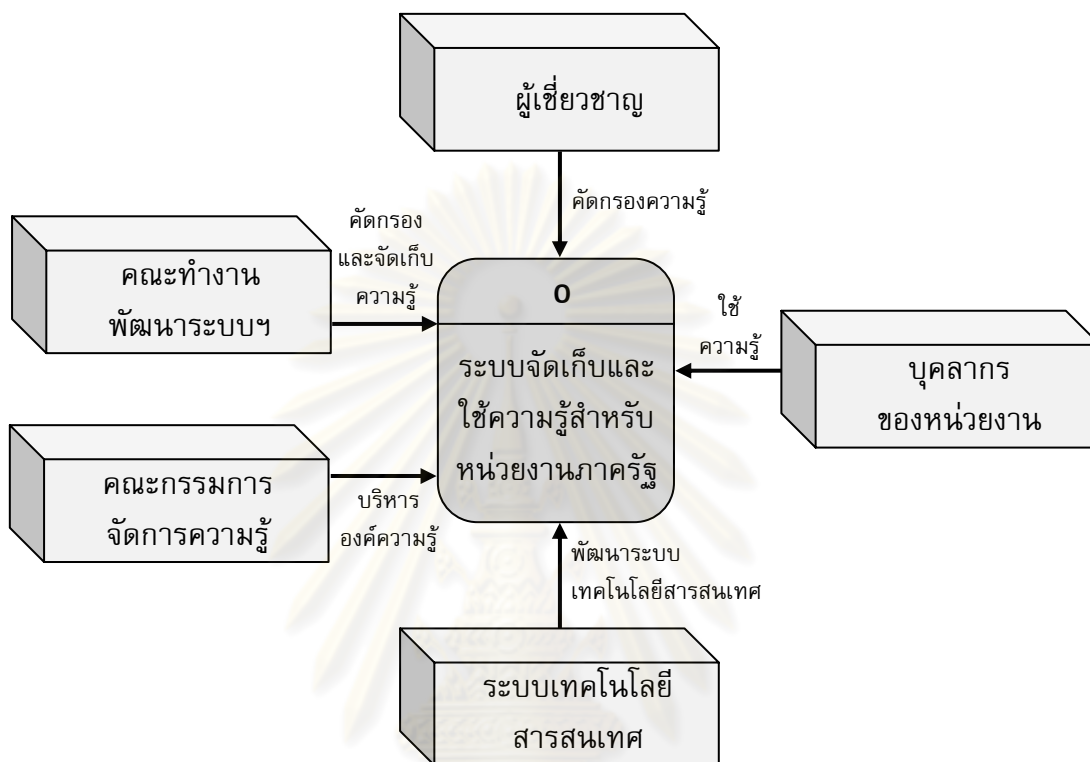 ผู้เชี่ยวชาญ
คัดกรองความรู้
คัดกรอง
และจัดเก็บ
ความรู้
คณะทำงาน
พัฒนาระบบฯ
0
ระบบจัดเก็บและ
ใช้ความรู้สำหรับ
หน่วยงานภาครัฐ
ใช้
ความรู้
บุคลากร
ของหน่วยงาน
คณะกรรมการ
จัดการความรู้
บริหาร
องค์ความรู้
พัฒนาระบบ
เทคโนโลยีสารสนเทศ
ระบบเทคโนโลยี
สารสนเทศ